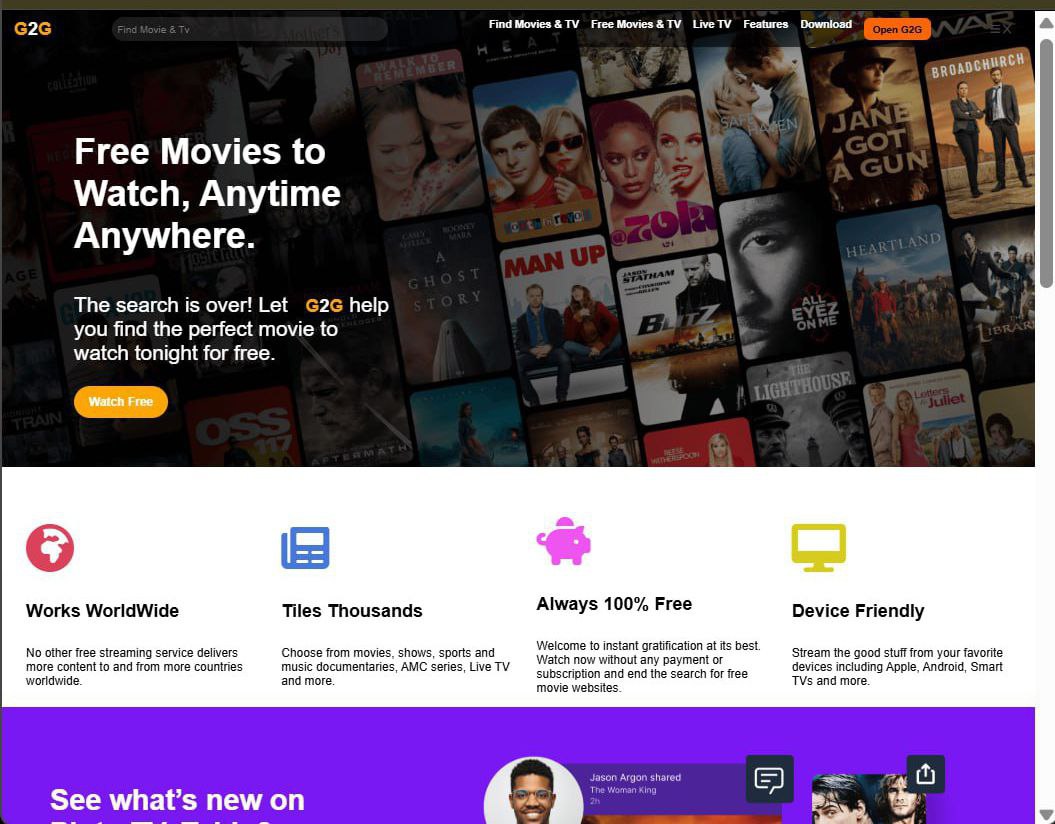 G2G
Find Movie & Tv
Find Movies & TV
Free Movies & TV
Live TV
Features
Download
Open G2G
WAR
HEAT
COLLECTION
A WALK TO
REMEMBER
SAFE
HAVEN
JANE
GOT
A GUN
BROADCHURCH
Free Movies to
Watch, Anytime
Anywhere.
CASEY
AFFLECK
ROONEY
MARA
A
GHOST
STORY
YOUTH IN REVOLT
@zola
A24
MAN UP
JASON
STATHAM
BLITZ
ALL
EYEZ
ON ME
HEARTLAND
THE
LIBRARI
The search is over! Let G2G help
you find the perfect movie to
watch tonight for free.
Watch Free
TRAIN
OSS
117
AFTERMATH
REESE
WITHERSPOON
THE
LIGHTHOUSE
Letters
to Juliet
Works WorldWide
No other free streaming service delivers
more content to and from more countries
worldwide.
Tiles Thousands
Choose from movies, shows, sports and
music documentaries, AMC series, Live TV
and more.
Always 100% Free
Welcome to instant gratification at its best.
Watch now without any payment or
subscription and end the search for free
movie websites.
Device Friendly
Stream the good stuff from your favorite
devices including Apple, Android, Smart
TVs and more.
See what's new on
Jason Argon shared
The Woman King
2h